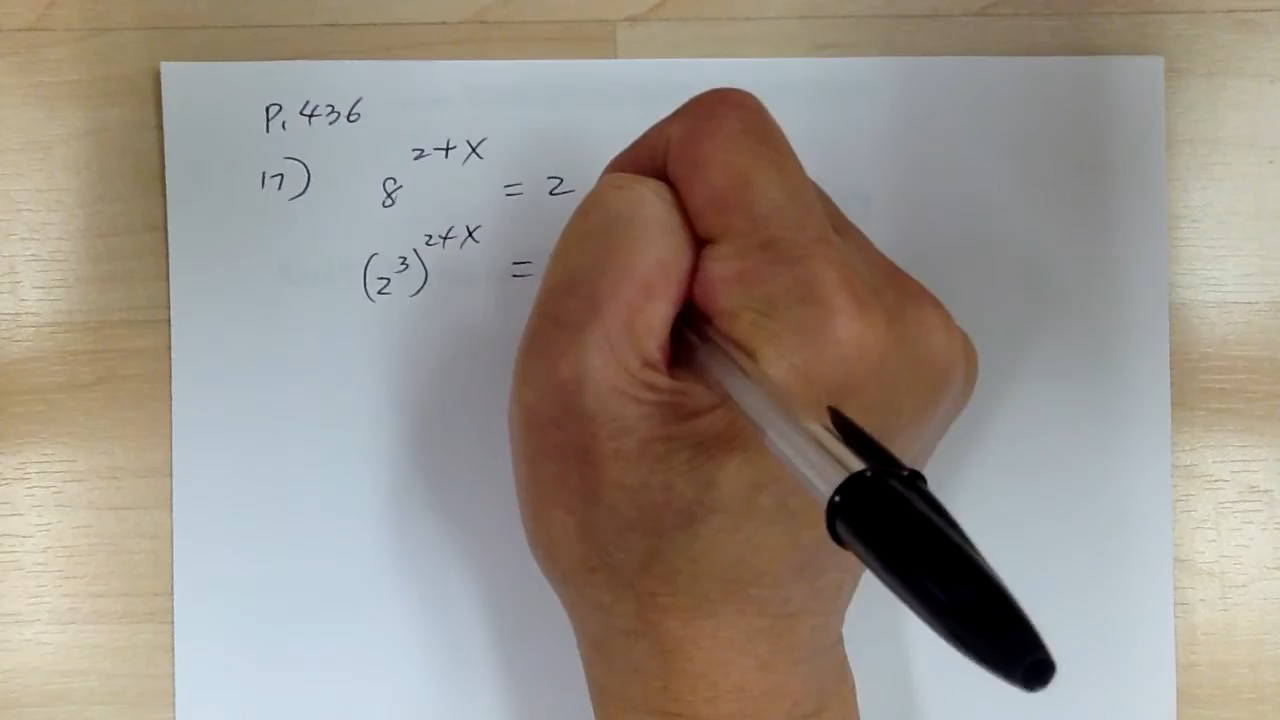 P. 436
17) 8^{2+x} = 2
(2^3)^{2+x} =